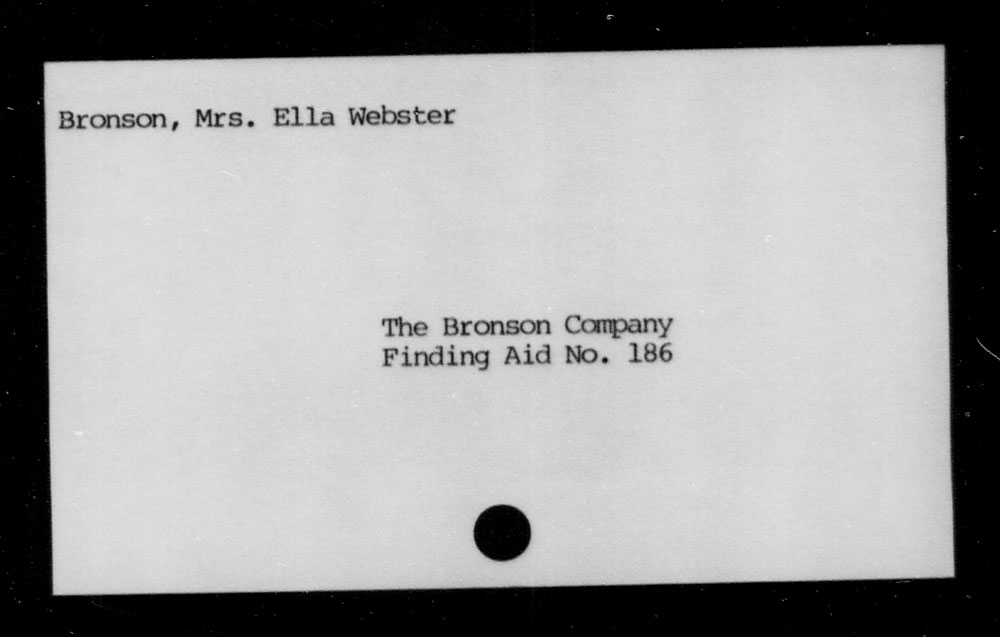 Bronson, Mrs. Ella Webster
The Bronson Company
Finding Aid No. 186